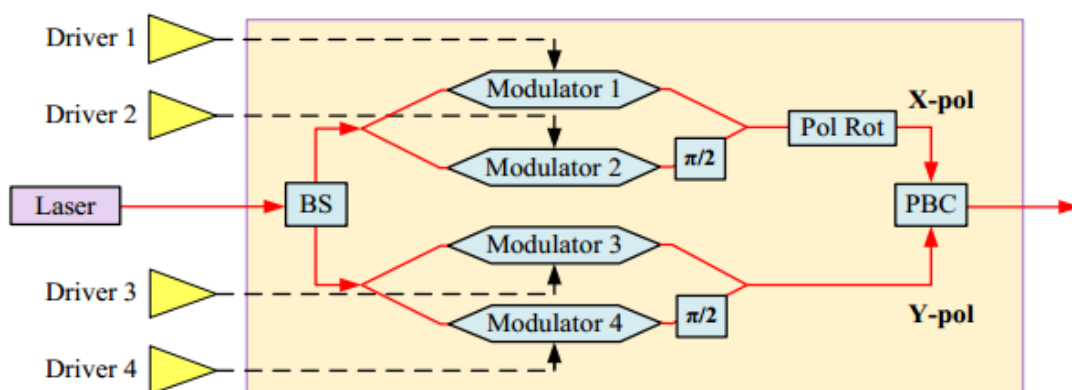 Driver 1
Modulator 1
Driver 2
X-pol
Pol Rot
π/2
Modulator 2
Laser
BS
PBC
Modulator 3
Driver 3
π/2
Y-pol
Modulator 4
Driver 4